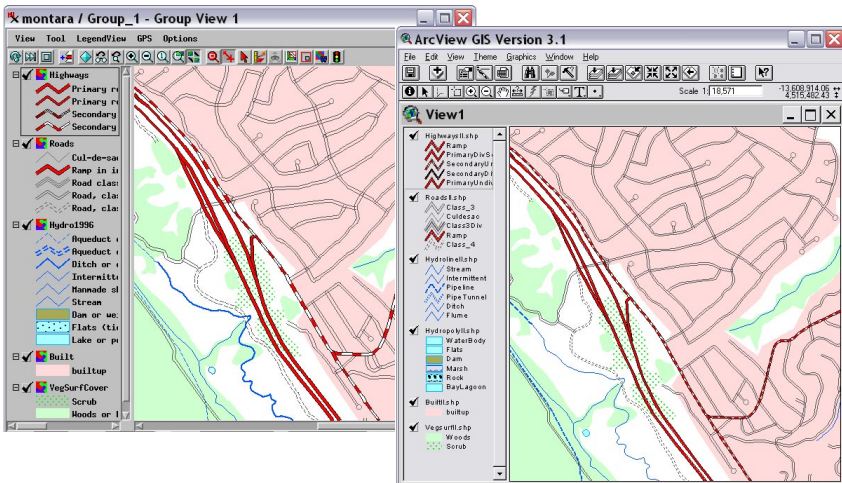 montara / Group_1 - Group View 1
View Tool LegendView GPS Options
Highways
Primary r
Primary r
Secondary
Secondary
Roads
Cul-de-sa
Ramp in i
Road clas
Road, cla
Road, cla
Hydro1996
Aqueduct
Aqueduct
Ditch or
Intermitt
Manmade s
Stream
Dam or we
Flats (ti
Lake or p
Built
builtup
VegSurfCover
Scrub
Woods or
ArcView GIS Version 3.1
File Edit View Theme Graphics Window Help
Scale 1: 18,571
-13,608,914.06
4,515,482.43
View1
Highwaysll.shp
Ramp
PrimaryDivS
SecondaryU
SecondaryD
PrimaryUndi
Roadsll.shp
Class_3
Culdesac
Class3Div
Ramp
Class_4
Hydrolinell.shp
Stream
Intermittent
Pipeline
PipeTunnel
Ditch
Flume
Hydropolyll.shp
WaterBody
Flats
Dam
Marsh
Rock
BayLagoon
Builtll.shp
builtup
Vegsurfll.shp
Woods
Scrub